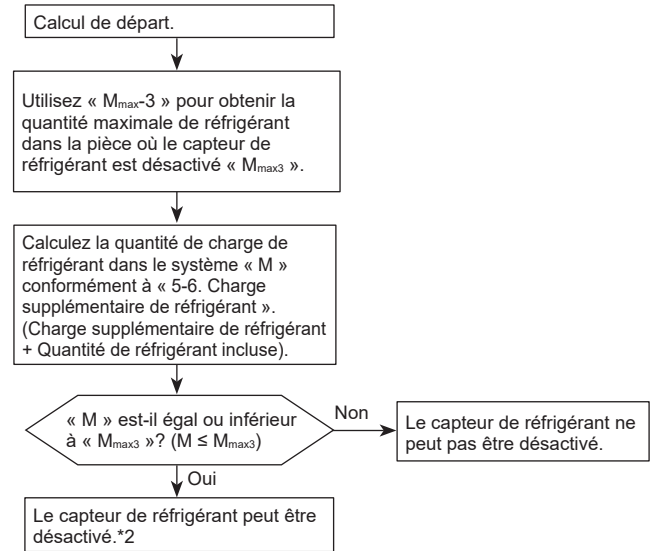 Calcul de départ.
Utilisez « Mmax-3 » pour obtenir la
quantité maximale de réfrigérant
dans la pièce où le capteur de
réfrigérant est désactivé « Mmax3 ».
Calculez la quantité de charge de
réfrigérant dans le système « M »
conformément à « 5-6. Charge
supplémentaire de réfrigérant ».
(Charge supplémentaire de réfrigérant
+ Quantité de réfrigérant incluse).
« M » est-il égal ou inférieur
à « Mmax3 »? (M ≤ Mmax3)
Non
Le capteur de réfrigérant ne
peut pas être désactivé.
Oui
Le capteur de réfrigérant peut être
désactivé.*2